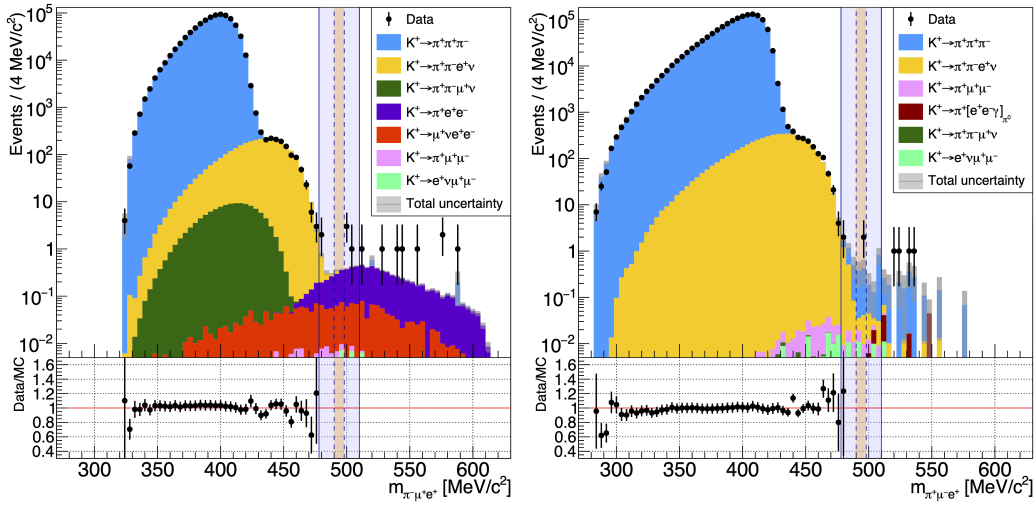 Events / (4 MeV/c²)
10⁵
10⁴
10³
10²
10
1
10⁻¹
10⁻²
Data
K⁺→π⁺π⁺π⁻
K⁺→π⁺π⁻e⁺ν
K⁺→π⁺π⁻μ⁺ν
K⁺→π⁺e⁺e⁻
K⁺→μ⁺νe⁺e⁻
K⁺→π⁺μ⁺μ⁻
K⁺→e⁺νμ⁺μ⁻
Total uncertainty
Data/MC
1.6
1.4
1.2
1
0.8
0.6
0.4
300 350 400 450 500 550 600
m_π⁻μ⁺e⁺ [MeV/c²]
Events / (4 MeV/c²)
10⁵
10⁴
10³
10²
10
1
10⁻¹
10⁻²
Data
K⁺→π⁺π⁺π⁻
K⁺→π⁺π⁻e⁺ν
K⁺→π⁺μ⁺μ⁻
K⁺→π⁺[e⁺e⁻γ]_π⁰
K⁺→π⁺π⁻μ⁺ν
K⁺→e⁺νμ⁺μ⁻
Total uncertainty
Data/MC
1.6
1.4
1.2
1
0.8
0.6
0.4
300 350 400 450 500 550 600
m_π⁺μ⁻e⁺ [MeV/c²]